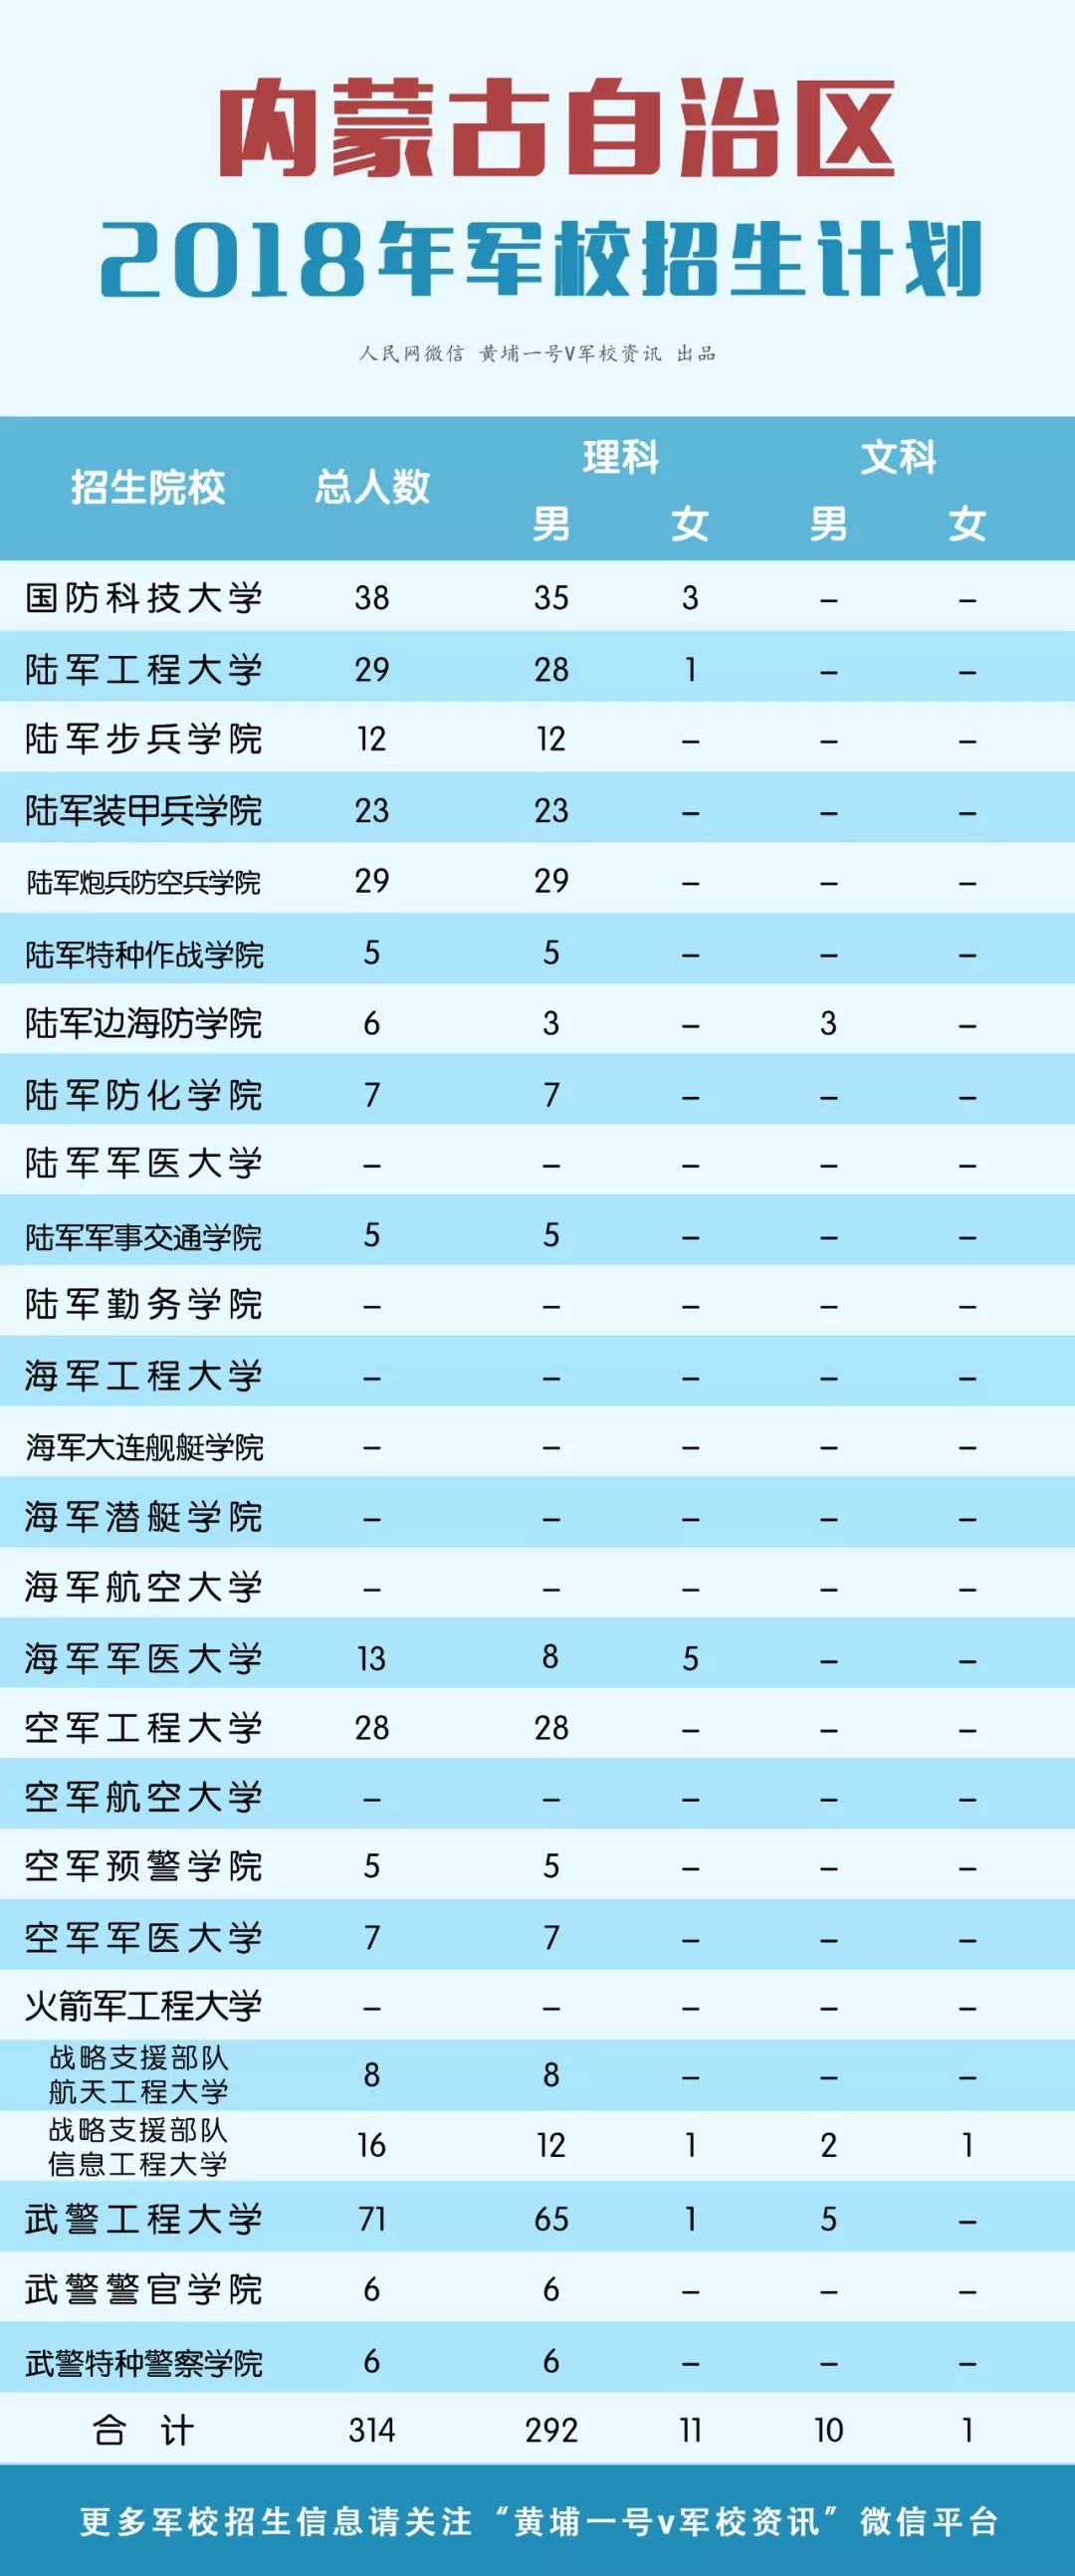 内蒙古自治区
2018年军校招生计划
人民网微信 黄埔一号V军校资讯 出品
招生院校 总人数 理科 文科
男 女 男 女
国防科技大学 38 35 3 – –
陆军工程大学 29 28 1 – –
陆军步兵学院 12 12 – – –
陆军装甲兵学院 23 23 – – –
陆军炮兵防空兵学院 29 29 – – –
陆军特种作战学院 5 5 – – –
陆军边海防学院 6 3 – 3 –
陆军防化学院 7 7 – – –
陆军军医大学 – – – – –
陆军军事交通学院 5 5 – – –
陆军勤务学院 – – – – –
海军工程大学 – – – – –
海军大连舰艇学院 – – – – –
海军潜艇学院 – – – – –
海军航空大学 – – – – –
海军军医大学 13 8 5 – –
空军工程大学 28 28 – – –
空军航空大学 – – – – –
空军预警学院 5 5 – – –
空军军医大学 7 7 – – –
火箭军工程大学 – – – – –
战略支援部队
航天工程大学 8 8 – – –
战略支援部队
信息工程大学 16 12 1 2 1
武警工程大学 71 65 1 5 –
武警警官学院 6 6 – – –
武警特种警察学院 6 6 – – –
合 计 314 292 11 10 1
更多军校招生信息请关注“黄埔一号v军校资讯”微信平台